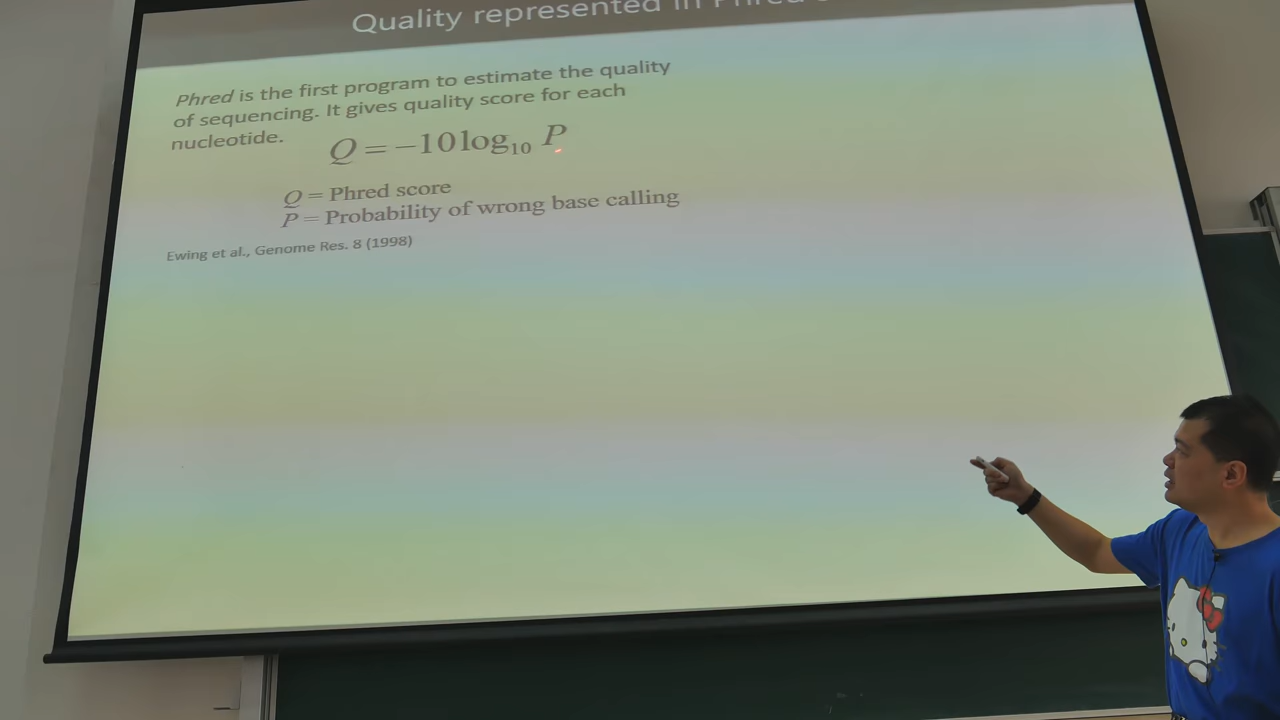 Quality represented in Phred
Phred is the first program to estimate the quality
of sequencing. It gives quality score for each
nucleotide.
Q = −10 log₁₀ P
Q = Phred score
P = Probability of wrong base calling
Ewing et al., Genome Res. 8 (1998)